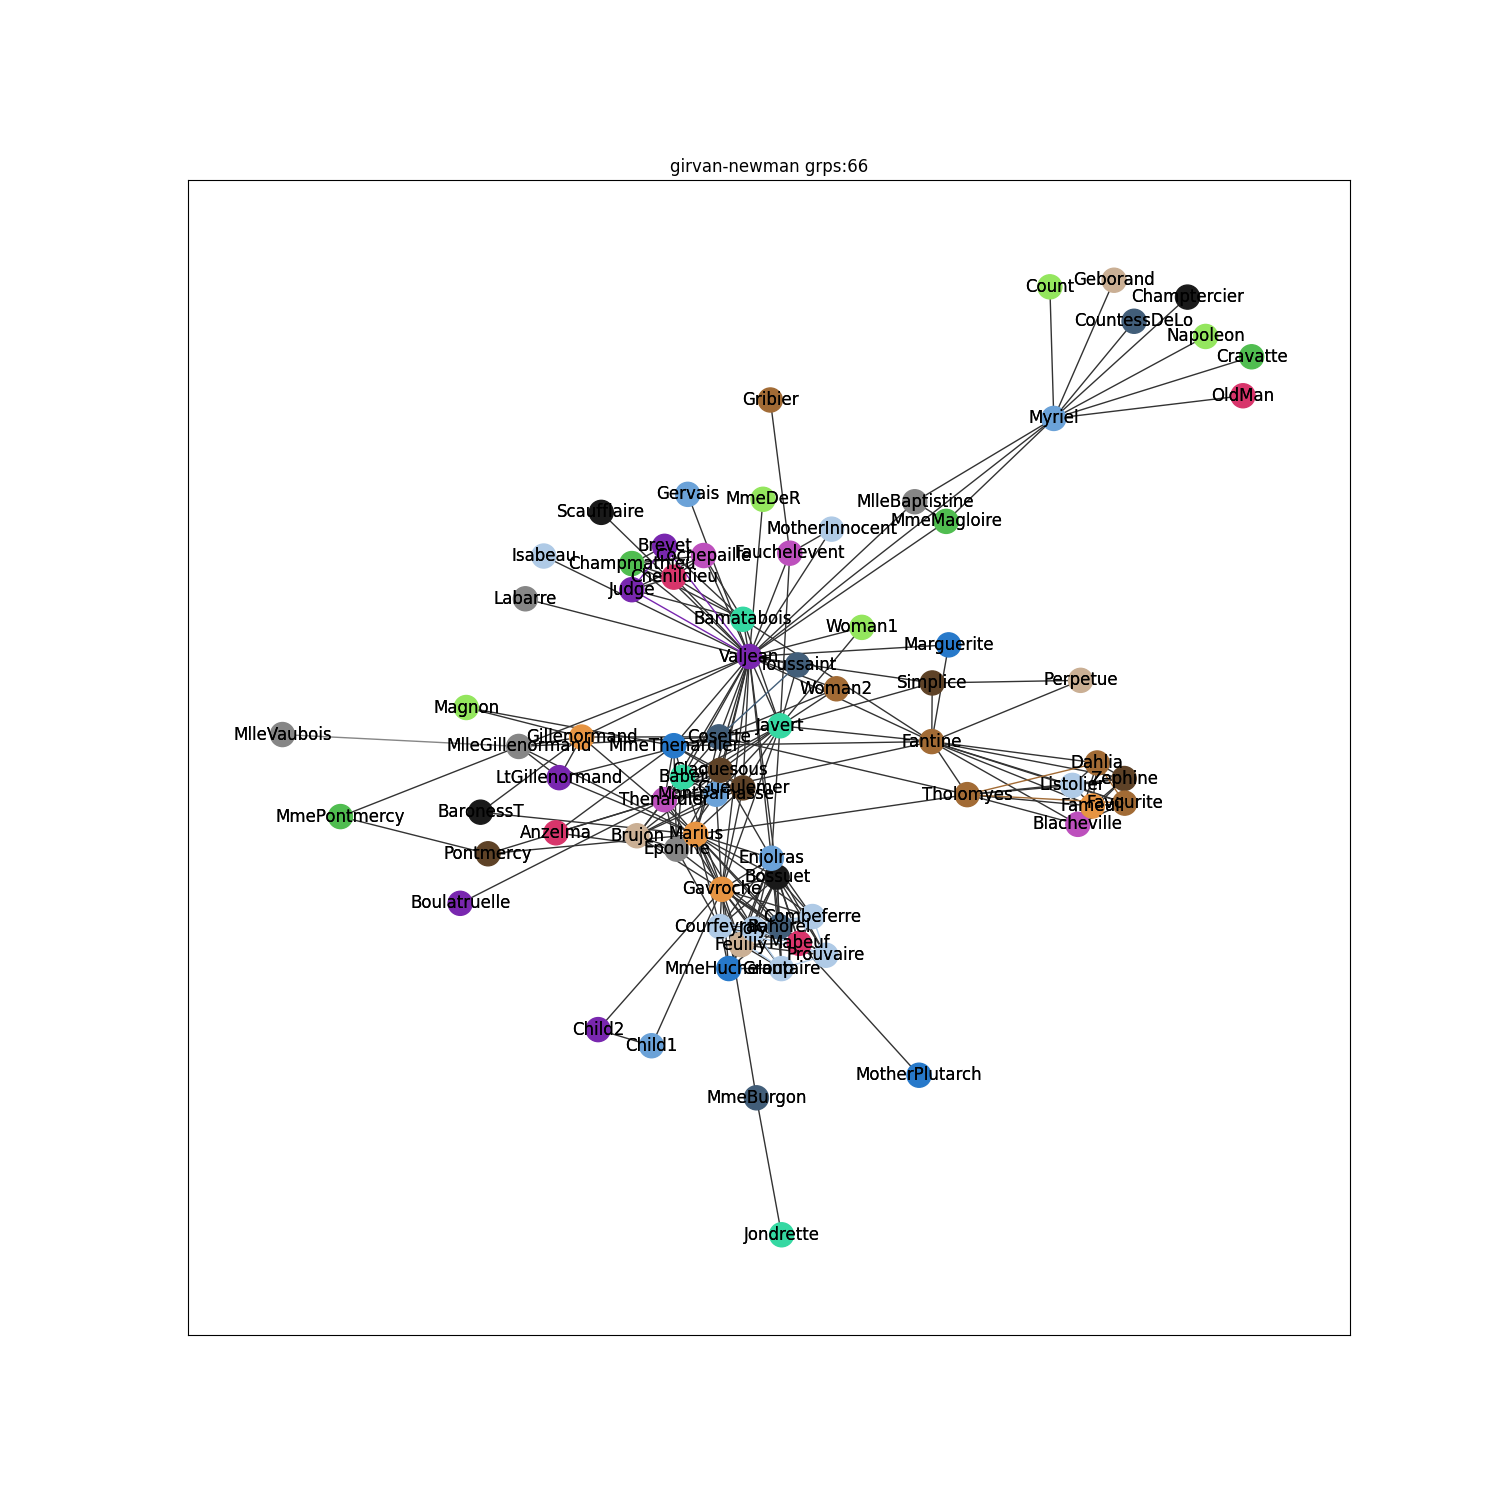 girvan-newman grps:66
Geborand
Count
Champtercier
CountessDeLo
Napoleon
Cravatte
OldMan
Gribier
Myriel
Gervais
MmeDeR
MlleBaptistine
Scaufflaire
MmeMagloire
MotherInnocent
Brevet
Isabeau
Cochepaille
Fauchelevent
Champmathieu
Chenildieu
Judge
Labarre
Bamatabois
Woman1
Marguerite
Valjean
Toussaint
Simplice
Perpetue
Woman2
Magnon
Javert
MlleVaubois
Gillenormand
Cosette
Fantine
MlleGillenormand
MmeThenardier
Dahlia
Claquesous
LtGillenormand
Babet
Zephine
Listolier
Gueulemer
Montparnasse
Tholomyes
Thenardier
Favourite
Fameuil
BaronessT
MmePontmercy
Blacheville
Anzelma
Brujon
Marius
Eponine
Pontmercy
Enjolras
Bossuet
Gavroche
Boulatruelle
Combeferre
Courfeyrac
Bahorel
Joly
Mabeuf
Feuilly
Prouvaire
MmeHucheloup
Grantaire
Child2
Child1
MotherPlutarch
MmeBurgon
Jondrette